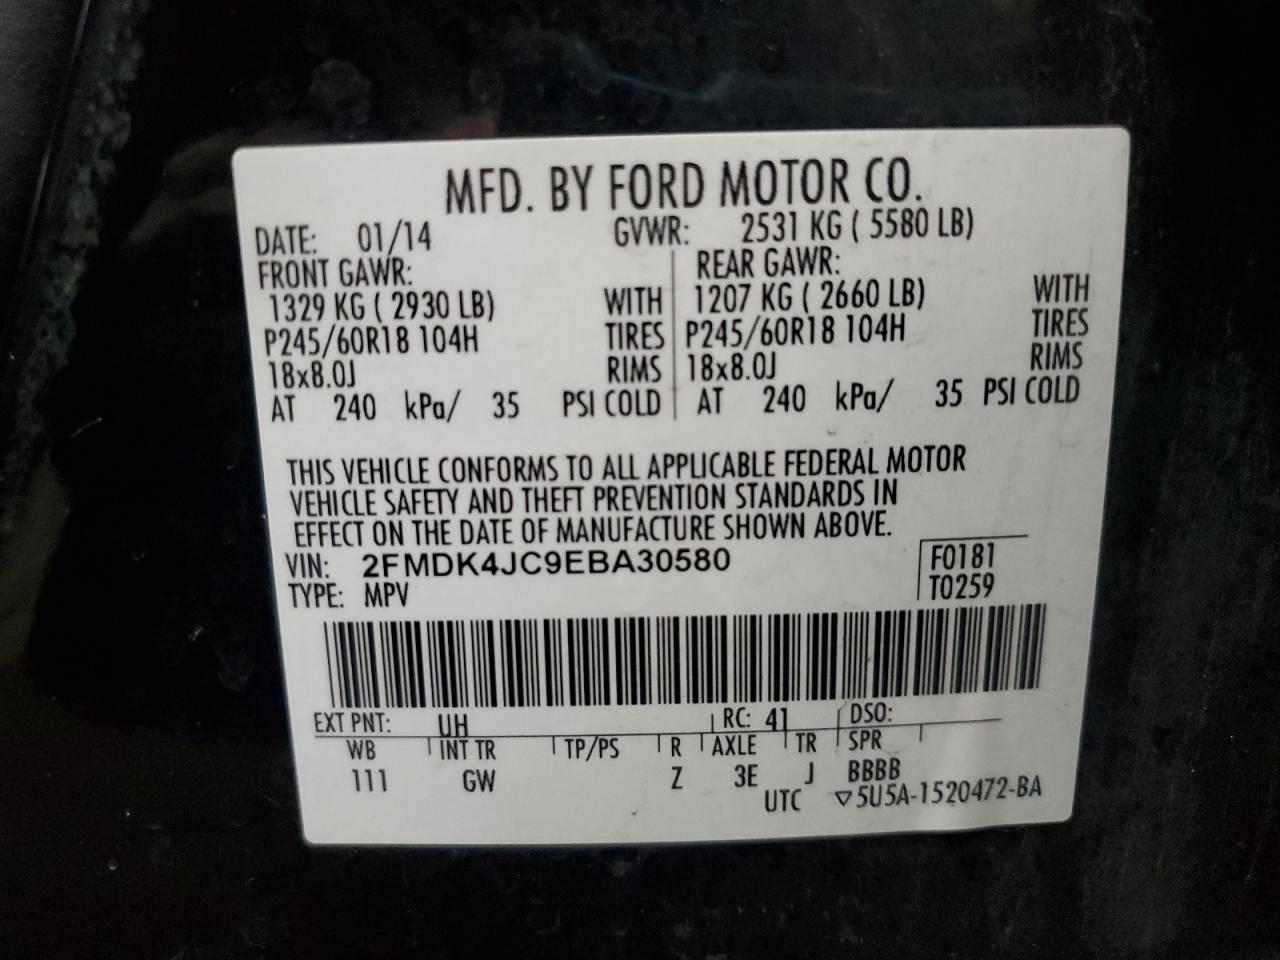 MFD. BY FORD MOTOR CO.
DATE: 01/14 GVWR: 2531 KG ( 5580 LB)
FRONT GAWR: REAR GAWR:
1329 KG ( 2930 LB) WITH 1207 KG ( 2660 LB) WITH
P245/60R18 104H TIRES P245/60R18 104H TIRES
18x8.0J RIMS 18x8.0J RIMS
AT 240 kPa/ 35 PSI COLD AT 240 kPa/ 35 PSI COLD
THIS VEHICLE CONFORMS TO ALL APPLICABLE FEDERAL MOTOR
VEHICLE SAFETY AND THEFT PREVENTION STANDARDS IN
EFFECT ON THE DATE OF MANUFACTURE SHOWN ABOVE.
VIN: 2FMDK4JC9EBA30580 F0181
TYPE: MPV T0259
EXT PNT: UH RC: 41 DSO:
WB INT TR TP/PS R AXLE TR SPR
111 GW Z 3E J BBBB
UTC ▽5U5A-1520472-BA